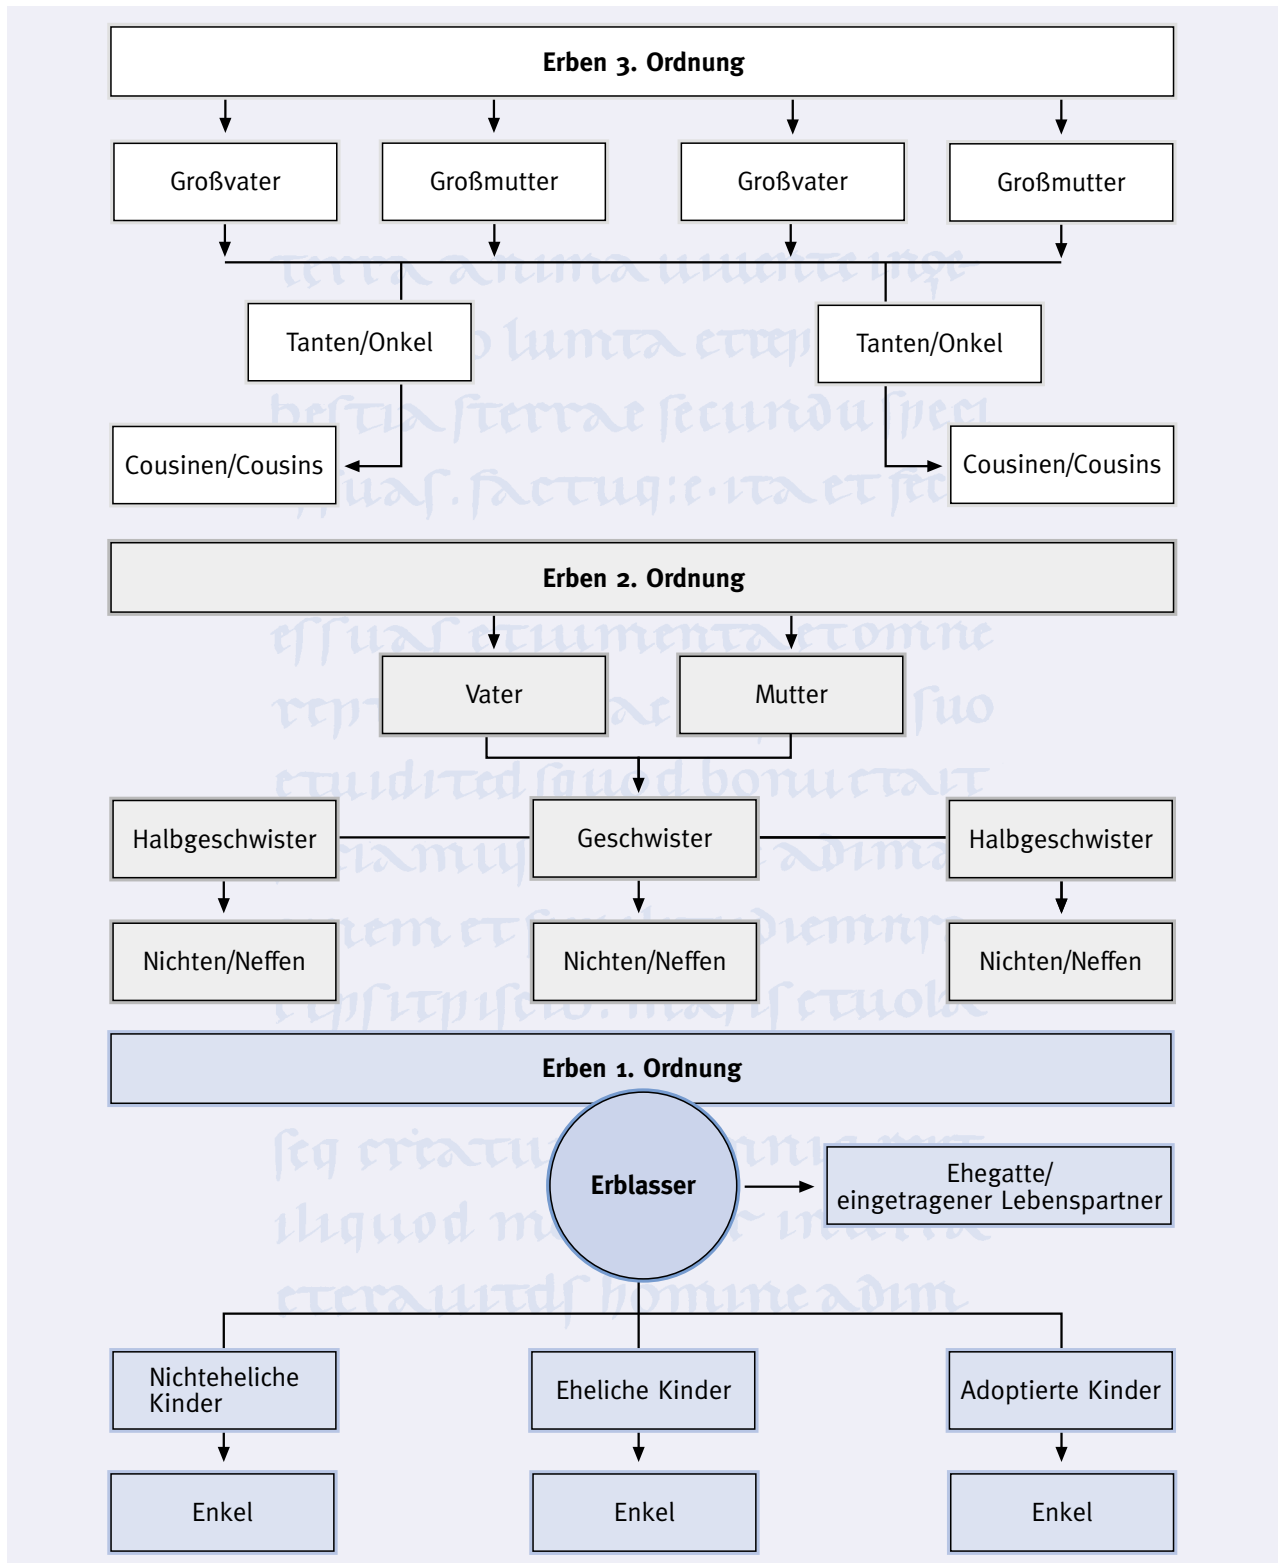 Erben 3. Ordnung
Großvater
Großmutter
Großvater
Großmutter
Tanten/Onkel
Tanten/Onkel
Cousinen/Cousins
Cousinen/Cousins
Erben 2. Ordnung
Vater
Mutter
Halbgeschwister
Geschwister
Halbgeschwister
Nichten/Neffen
Nichten/Neffen
Nichten/Neffen
Erben 1. Ordnung
Erblasser
Ehegatte/
eingetragener Lebenspartner
Nichteheliche
Kinder
Eheliche Kinder
Adoptierte Kinder
Enkel
Enkel
Enkel